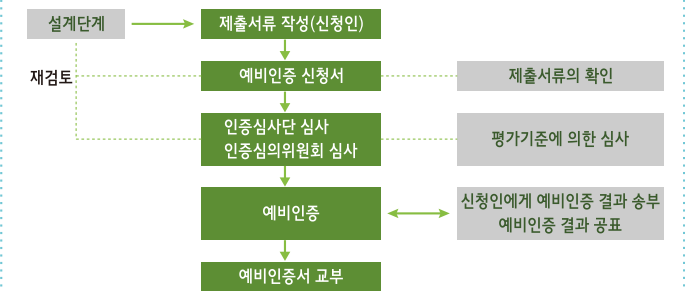 설계단계
제출서류 작성(신청인)
재검토
예비인증 신청서
제출서류의 확인
인증심사단 심사
인증심의위원회 심사
평가기준에 의한 심사
예비인증
신청인에게 예비인증 결과 송부
예비인증 결과 공표
예비인증서 교부